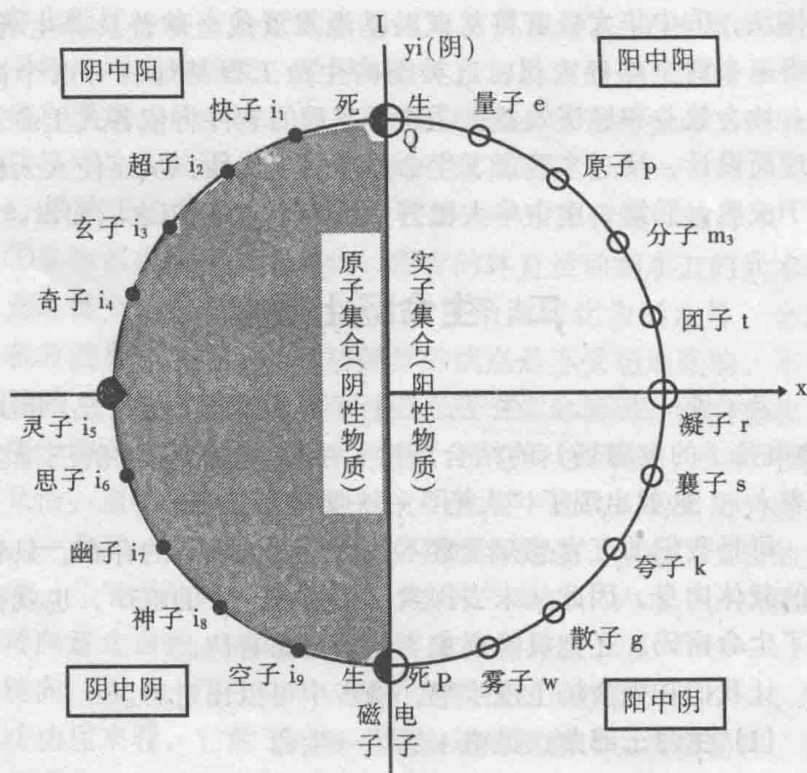 I
yi(阴)
阴中阳
阳中阳
死
生
Q
快子 i₁
超子 i₂
玄子 i₃
奇子 i₄
灵子 i₅
思子 i₆
幽子 i₇
神子 i₈
空子 i₉
量子 e
原子 p
分子 m₃
团子 t
x
凝子 r
襄子 s
夸子 k
散子 g
雾子 w
原子集合（阴性物质）
实子集合（阳性物质）
生
死 P
磁子
电子
阴中阴
阳中阴